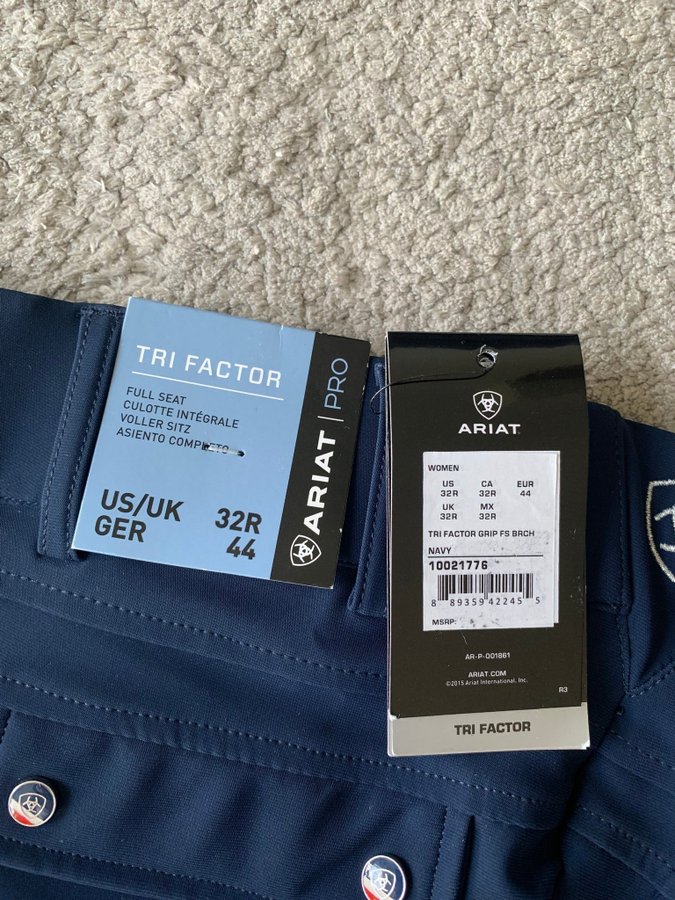 TRI FACTOR
FULL SEAT
CULOTTE INTÉGRALE
VOLLER SITZ
ASIENTO COMPLETO
US/UK 32R
GER 44
ARIAT | PRO
ARIAT
WOMEN
US CA EUR
32R 32R 44
UK MX
32R 32R
TRI FACTOR GRIP FS BRCH
NAVY
10021776
8 89359 42245 5
MSRP:
AR-P-001861
ARIAT.COM
©2015 Ariat International, Inc.
R3
TRI FACTOR